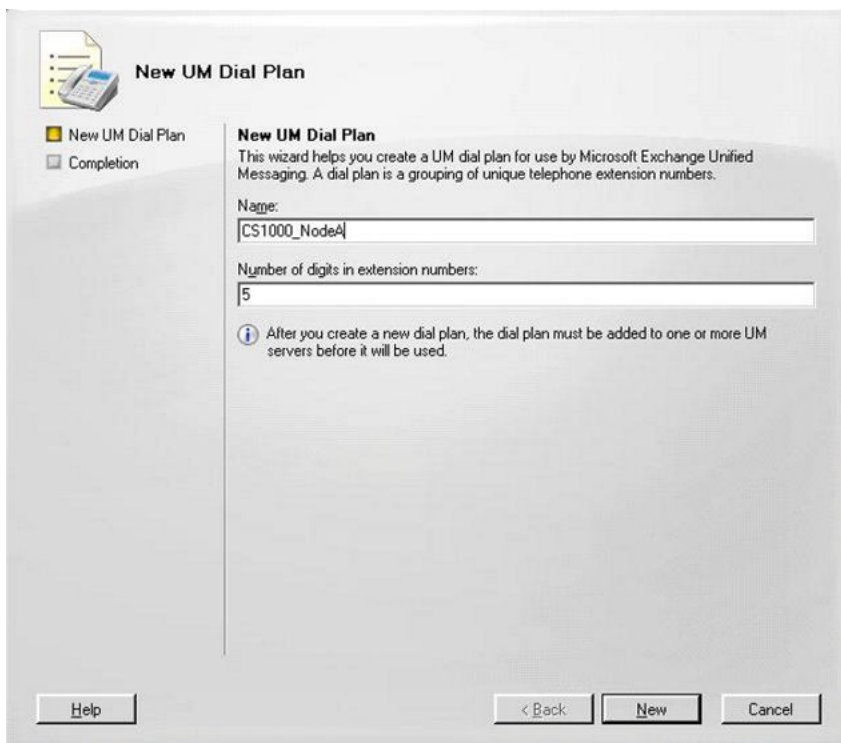 New UM Dial Plan
New UM Dial Plan
Completion
New UM Dial Plan
This wizard helps you create a UM dial plan for use by Microsoft Exchange Unified
Messaging. A dial plan is a grouping of unique telephone extension numbers.
Name:
CS1000_NodeA
Number of digits in extension numbers:
5
After you create a new dial plan, the dial plan must be added to one or more UM
servers before it will be used.
Help
< Back
New
Cancel